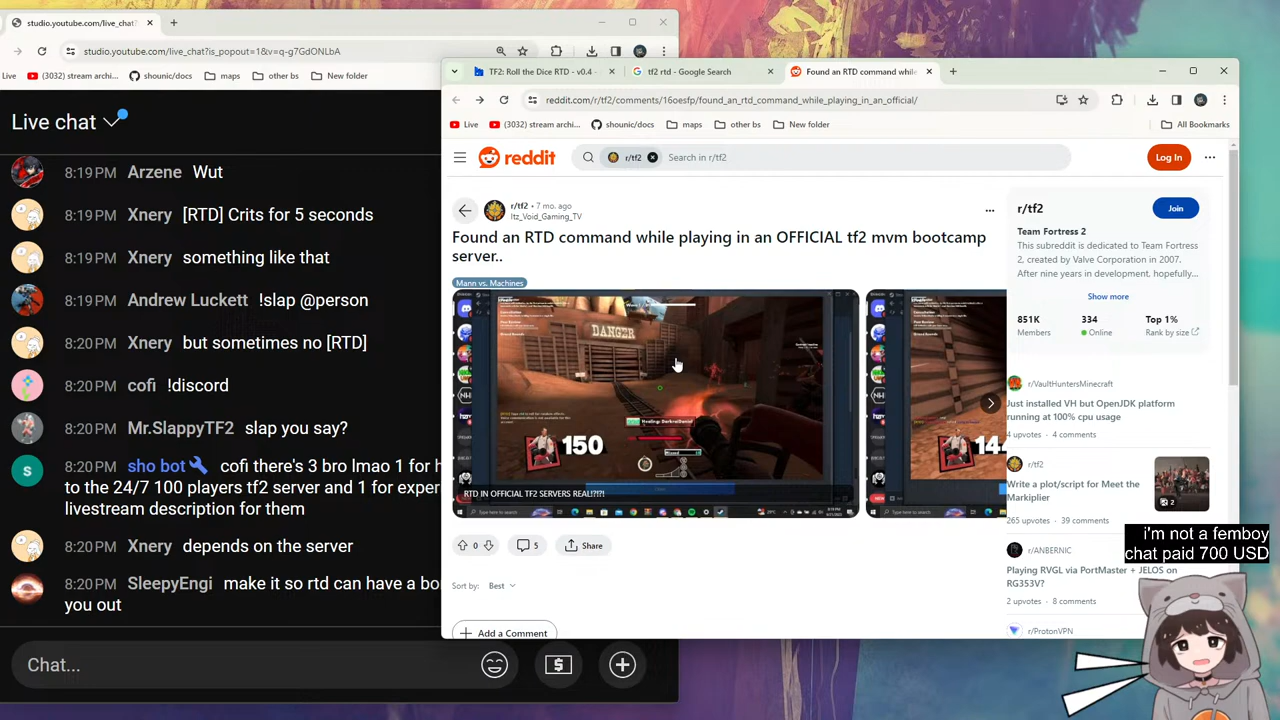 studio.youtube.com/live_chat?
studio.youtube.com/live_chat?is_popout=1&v=q-g7GdONLbA
Live
(3032) stream archi...
shounic/docs
maps
other bs
New folder
Live chat
8:19 PM Arzene Wut
8:19 PM Xnery [RTD] Crits for 5 seconds
8:19 PM Xnery something like that
8:19 PM Andrew Luckett !slap @person
8:20 PM Xnery but sometimes no [RTD]
8:20 PM cofi !discord
8:20 PM Mr.SlappyTF2 slap you say?
S
8:20 PM sho bot cofi there's 3 bro lmao 1 for h
to the 24/7 100 players tf2 server and 1 for exper
livestream description for them
8:20 PM Xnery depends on the server
8:20 PM SleepyEngi make it so rtd can have a bo
you out
Chat...
TF2: Roll the Dice RTD - v0.4 -
tf2 rtd - Google Search
Found an RTD command while
reddit.com/r/tf2/comments/16oesfp/found_an_rtd_command_while_playing_in_an_official/
Live
(3032) stream archi...
shounic/docs
maps
other bs
New folder
All Bookmarks
reddit
r/tf2
Search in r/tf2
Log In
r/tf2 • 7 mo. ago
Itz_Void_Gaming_TV
Found an RTD command while playing in an OFFICIAL tf2 mvm bootcamp
server..
Mann vs. Machines
DANGER
150
14
RTD IN OFFICIAL TF2 SERVERS REAL!?!?!
Type here to search
Type here to search
0
5
Share
Sort by:
Best
Add a Comment
r/tf2
Join
Team Fortress 2
This subreddit is dedicated to Team Fortress
2, created by Valve Corporation in 2007.
After nine years in development, hopefully...
Show more
851K
Members
334
Online
Top 1%
Rank by size
r/VaultHuntersMinecraft
Just installed VH but OpenJDK platform
running at 100% cpu usage
4 upvotes · 4 comments
r/tf2
Write a plot/script for Meet the
Markiplier
2
265 upvotes · 39 comments
r/ANBERNIC
Playing RVGL via PortMaster + JELOS on
RG353V?
2 upvotes · 8 comments
r/ProtonVPN
i'm not a femboy
chat paid 700 USD